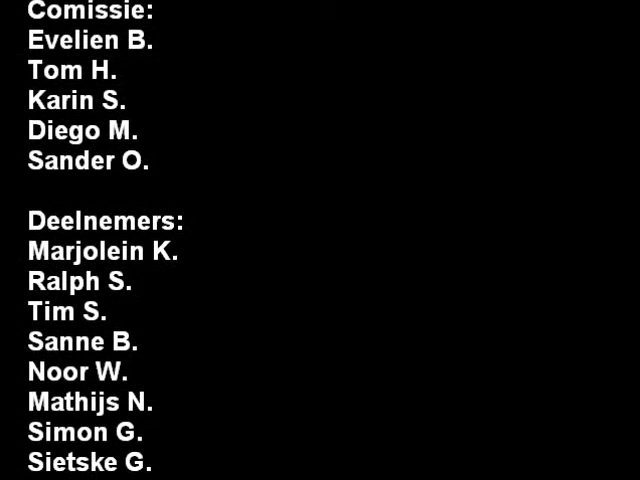 Comissie:
Evelien B.
Tom H.
Karin S.
Diego M.
Sander O.
Deelnemers:
Marjolein K.
Ralph S.
Tim S.
Sanne B.
Noor W.
Mathijs N.
Simon G.
Sietske G.